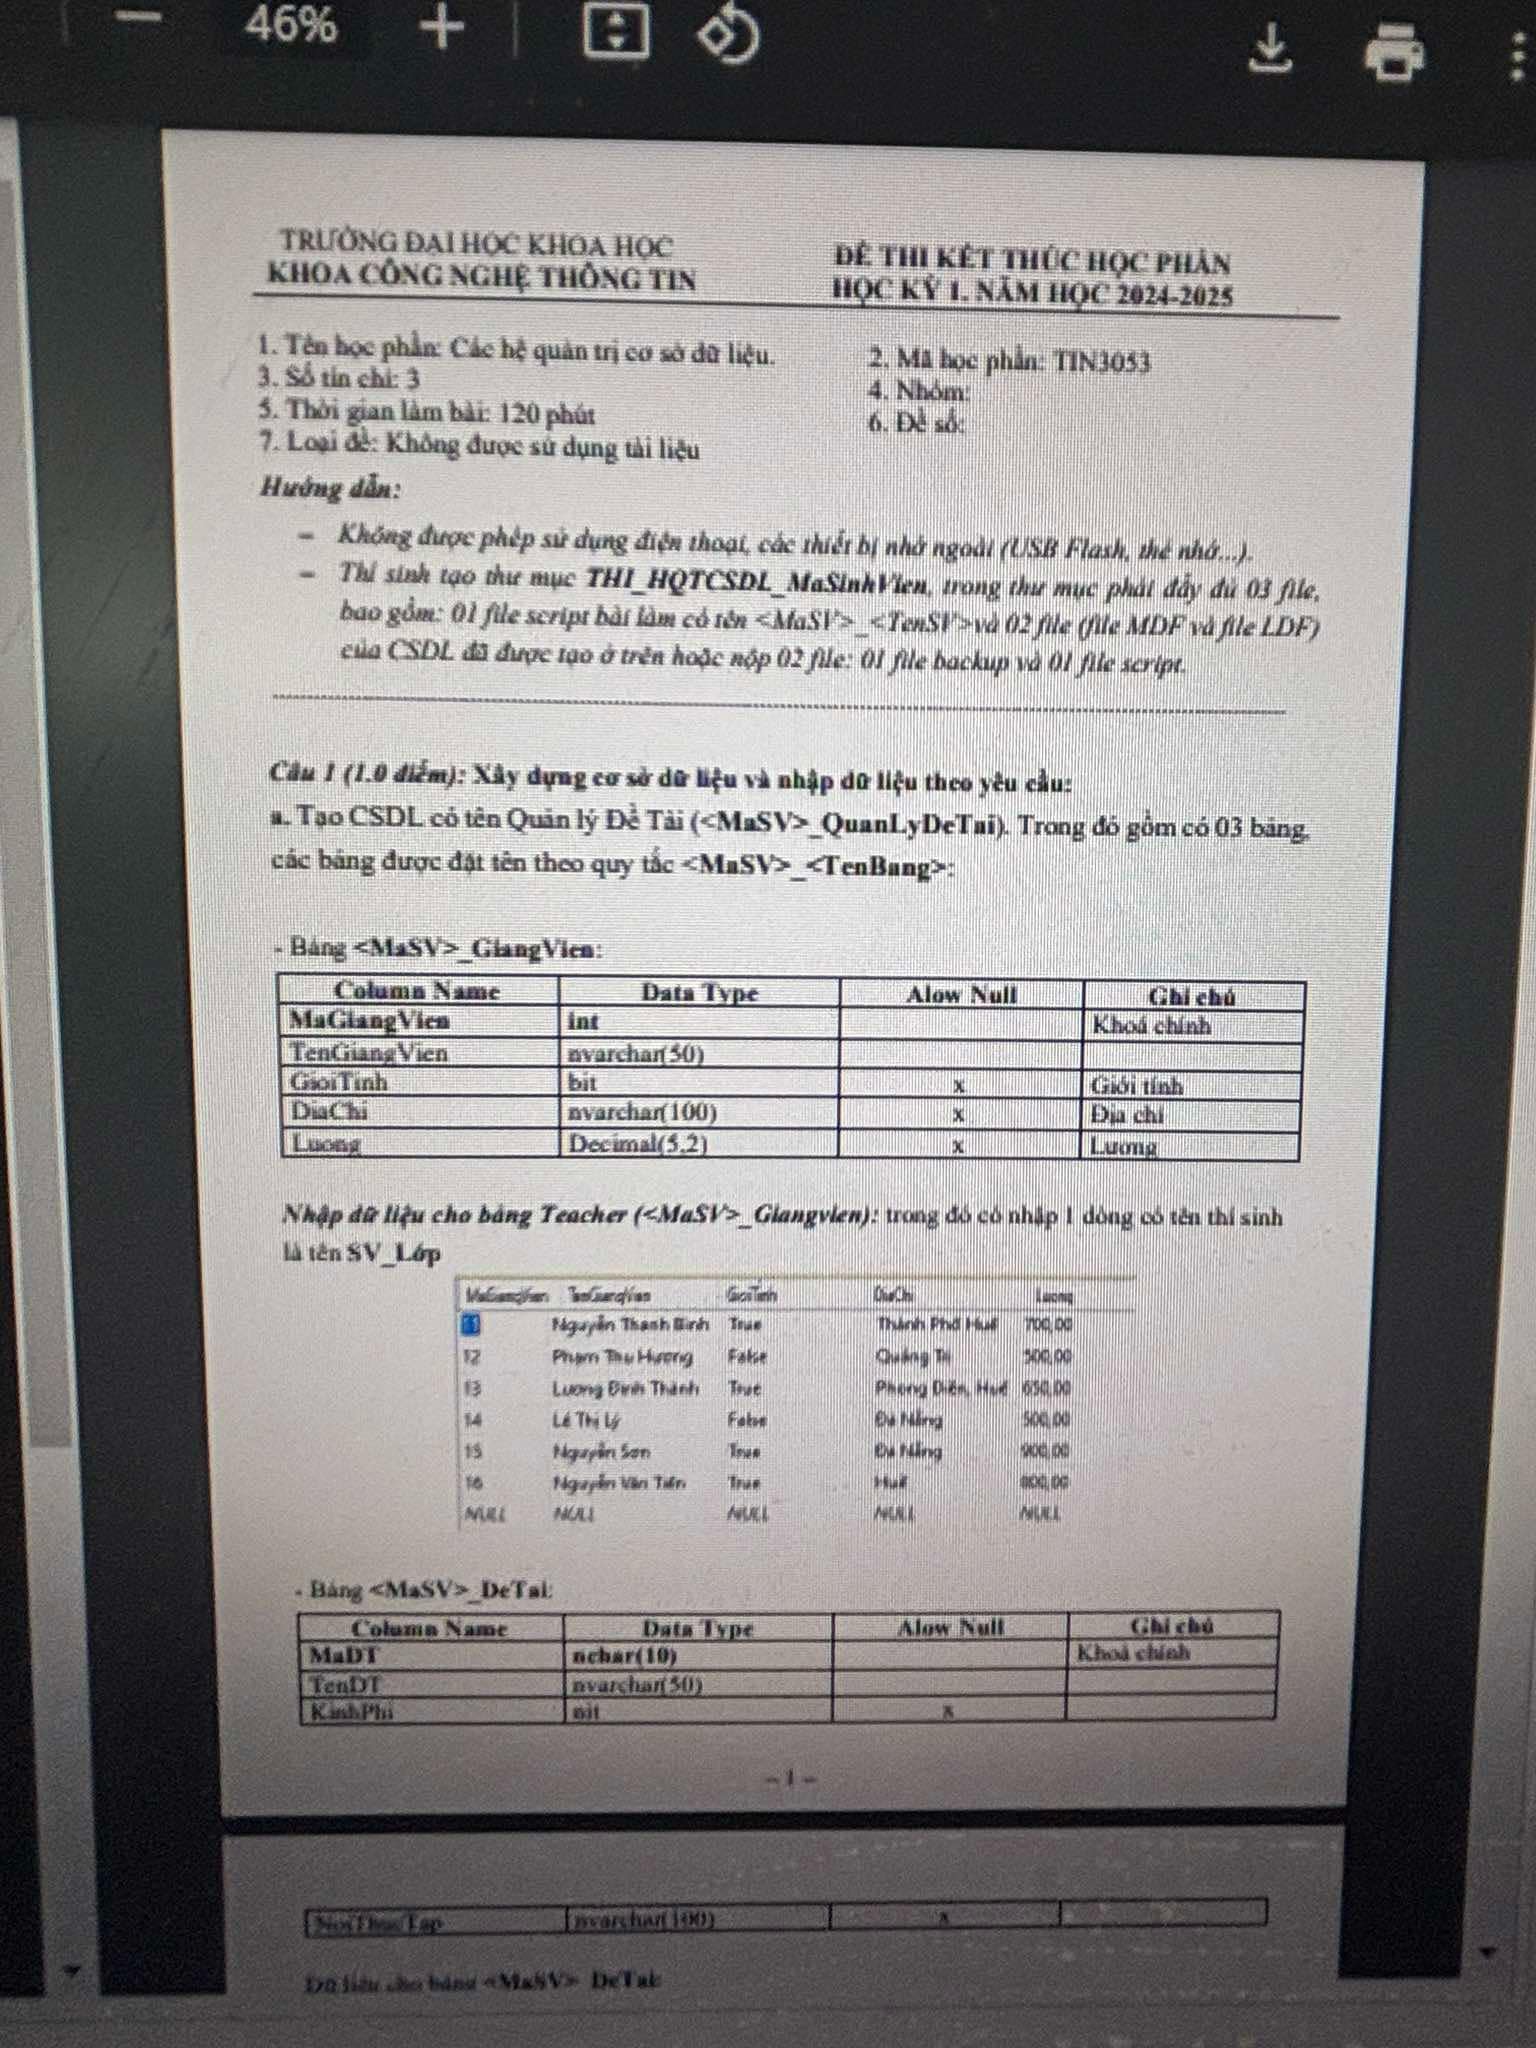 46%
TRƯỜNG ĐẠI HỌC KHOA HỌC
KHOA CÔNG NGHỆ THÔNG TIN
ĐỀ THI KẾT THÚC HỌC PHẦN
HỌC KỲ I. NĂM HỌC 2024-2025
1. Tên học phần: Các hệ quản trị cơ sở dữ liệu.
2. Mã học phần: TIN3053
3. Số tín chỉ: 3
4. Nhóm:
5. Thời gian làm bài: 120 phút
6. Đề số:
7. Loại đề: Không được sử dụng tài liệu
Hướng dẫn:
– Không được phép sử dụng điện thoại, các thiết bị nhớ ngoài (USB Flash, thẻ nhớ...).
– Thí sinh tạo thư mục THI_HQTCSDL_MaSinhVien, trong thư mục phải đầy đủ 03 file,
bao gồm: 01 file script bài làm có tên <MaSV>_<TenSV>và 02 file (file MDF và file LDF)
của CSDL đã được tạo ở trên hoặc nộp 02 file: 01 file backup và 01 file script.
Câu 1 (1.0 điểm): Xây dựng cơ sở dữ liệu và nhập dữ liệu theo yêu cầu:
a. Tạo CSDL có tên Quản lý Đề Tài (<MaSV>_QuanLyDeTai). Trong đó gồm có 03 bảng,
các bảng được đặt tên theo quy tắc <MaSV>_<TenBang>:
- Bảng <MaSV>_GiangVien:
Column Name Data Type Alow Null Ghi chú
MaGiangVien int Khoá chính
TenGiangVien nvarchar(50)
GioiTinh bit x Giới tính
DiaChi nvarchar(100) x Địa chỉ
Luong Decimal(5,2) x Lương
Nhập dữ liệu cho bảng Teacher (<MaSV>_Giangvien): trong đó có nhập 1 dòng có tên thí sinh
là tên SV_Lớp
MaGiangVien TenGiangVien GioiTinh DiaChi Luong
11 Nguyễn Thanh Bình True Thành Phố Huế 700,00
12 Phạm Thu Hương False Quảng Trị 500,00
13 Lương Đình Thành True Phong Điền, Huế 650,00
14 Lê Thị Lý False Đà Nẵng 500,00
15 Nguyễn Sơn True Đà Nẵng 900,00
16 Nguyễn Văn Tiến True Huế 800,00
NULL NULL NULL NULL NULL
- Bảng <MaSV>_DeTai:
Column Name Data Type Alow Null Ghi chú
MaDT nchar(10) Khoá chính
TenDT nvarchar(50)
KinhPhi x
– 1 –
NoiThucTap nvarchar(100) x
Dữ liệu cho bảng <MaSV>_DeTai: